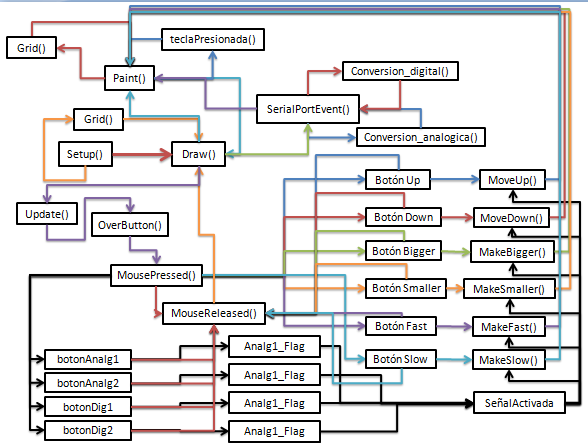 teclaPresionada()
Grid()
Paint()
Conversion_digital()
SerialPortEvent()
Conversion_analogica()
Grid()
Setup()
Draw()
Update()
OverButton()
MousePressed()
MouseReleased()
Botón Up
MoveUp()
Botón Down
MoveDown()
Botón Bigger
MakeBigger()
Botón Smaller
MakeSmaller()
Botón Fast
MakeFast()
Botón Slow
MakeSlow()
botonAnalg1
Analg1_Flag
botonAnalg2
Analg1_Flag
botonDig1
Analg1_Flag
SeñalActivada
botonDig2
Analg1_Flag